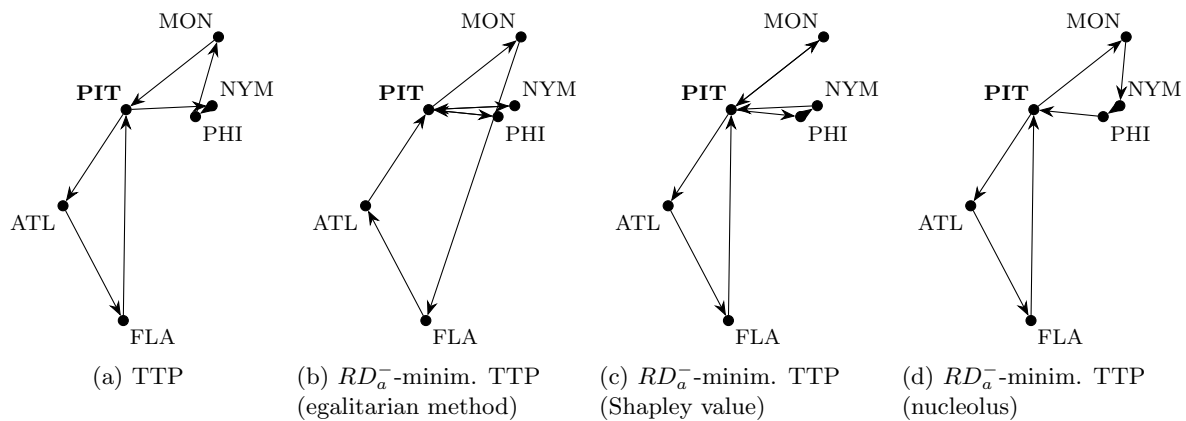 MON
NYM
PIT
PHI
ATL
FLA
(a) TTP
MON
NYM
PIT
PHI
ATL
FLA
(b) RD_a^−-minim. TTP
(egalitarian method)
MON
NYM
PIT
PHI
ATL
FLA
(c) RD_a^−-minim. TTP
(Shapley value)
MON
NYM
PIT
PHI
ATL
FLA
(d) RD_a^−-minim. TTP
(nucleolus)